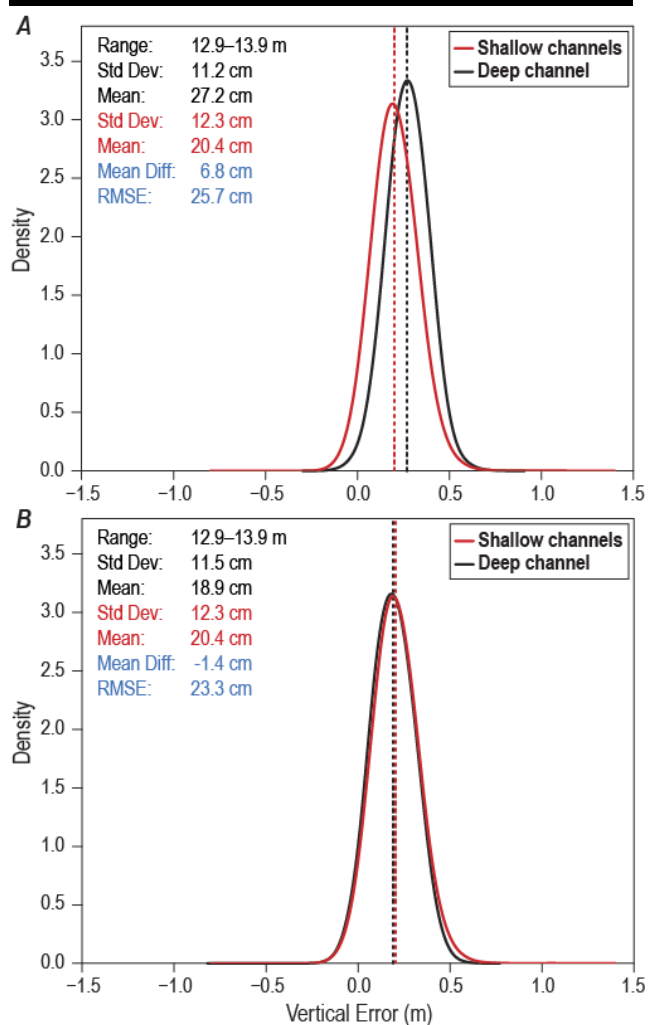 A
Range: 12.9–13.9 m
Std Dev: 11.2 cm
Mean: 27.2 cm
Std Dev: 12.3 cm
Mean: 20.4 cm
Mean Diff: 6.8 cm
RMSE: 25.7 cm
Shallow channels
Deep channel
3.5
3.0
2.5
2.0
1.5
1.0
0.5
0.0
Density
−1.5 −1.0 −0.5 0.0 0.5 1.0 1.5
B
Range: 12.9–13.9 m
Std Dev: 11.5 cm
Mean: 18.9 cm
Std Dev: 12.3 cm
Mean: 20.4 cm
Mean Diff: -1.4 cm
RMSE: 23.3 cm
Shallow channels
Deep channel
3.5
3.0
2.5
2.0
1.5
1.0
0.5
0.0
Density
−1.5 −1.0 −0.5 0.0 0.5 1.0 1.5
Vertical Error (m)